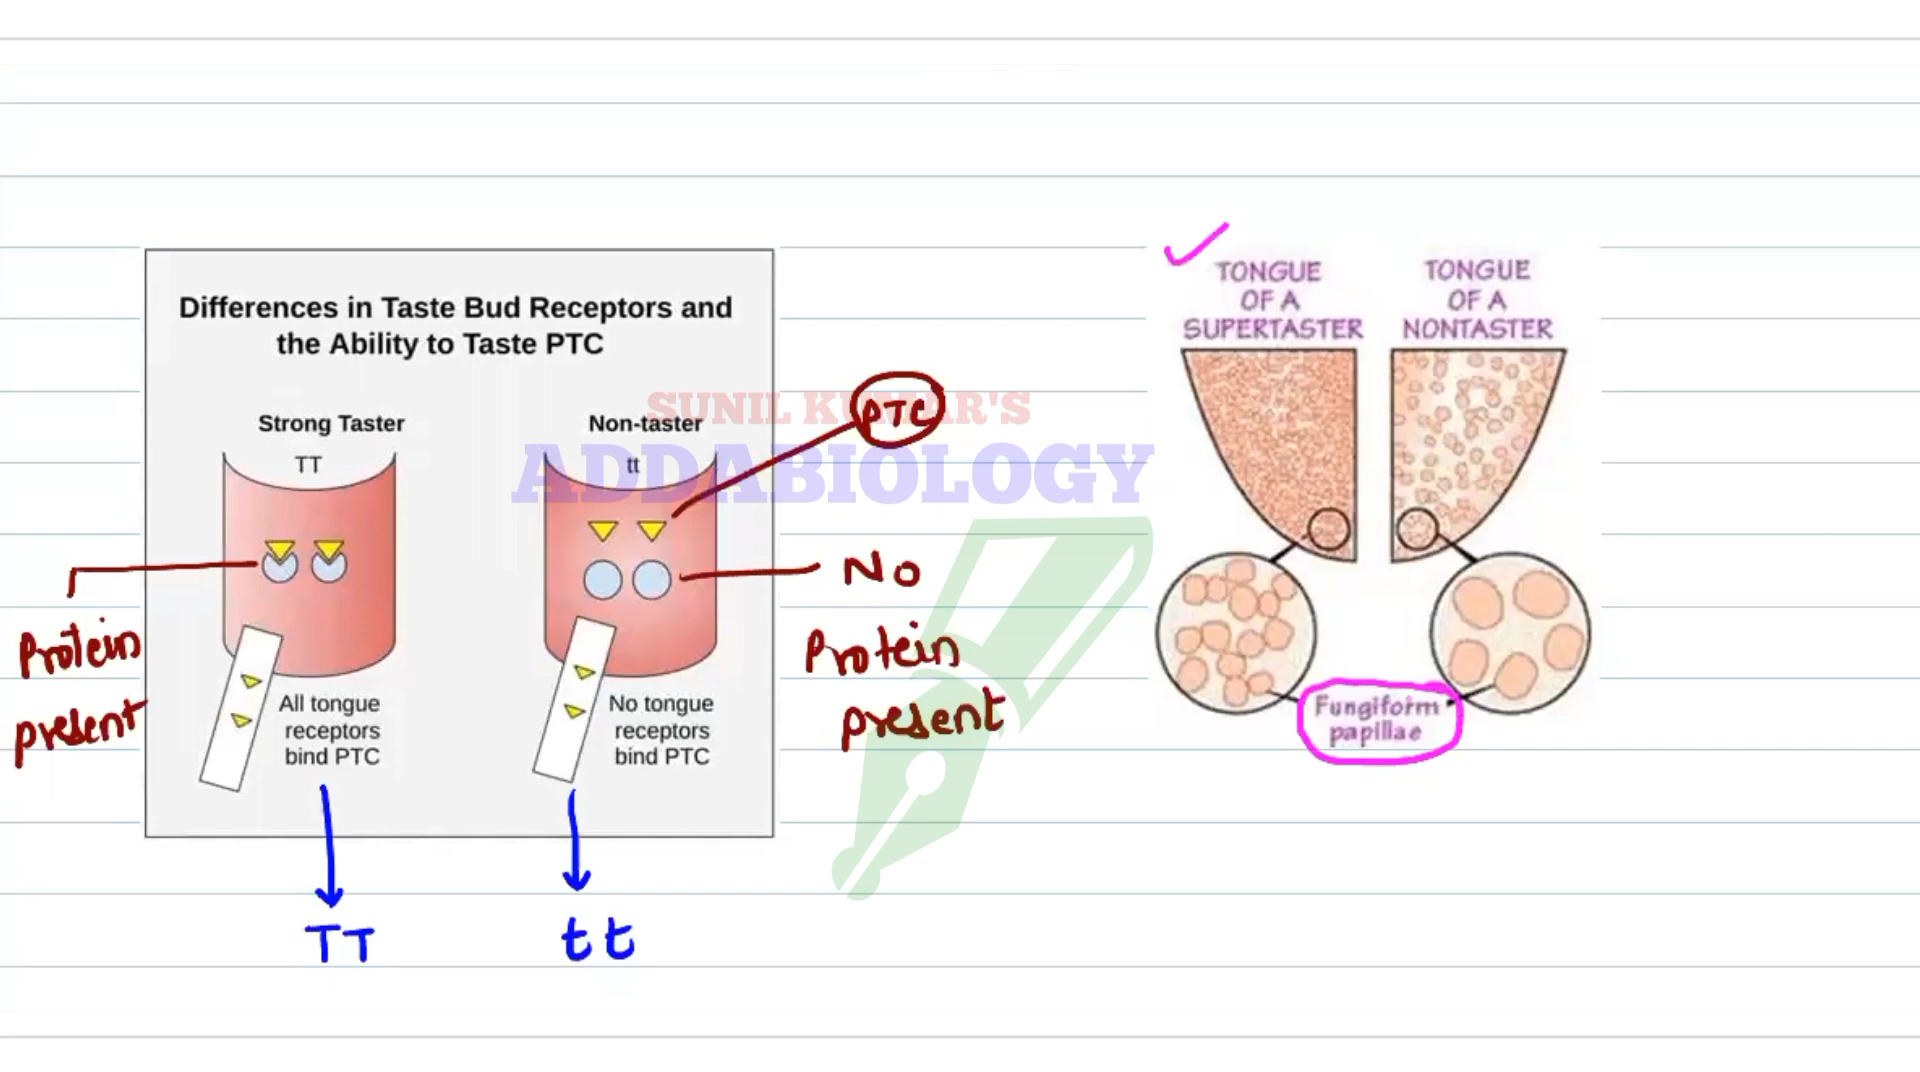 Differences in Taste Bud Receptors and
the Ability to Taste PTC
Strong Taster
TT
Non-taster
tt
All tongue
receptors
bind PTC
No tongue
receptors
bind PTC
Protein
present
PTC
No
Protein
present
TT
tt
SUNIL KUMAR'S
ADDABIOLOGY
TONGUE
OF A
SUPERTASTER
TONGUE
OF A
NONTASTER
Fungiform
papillae